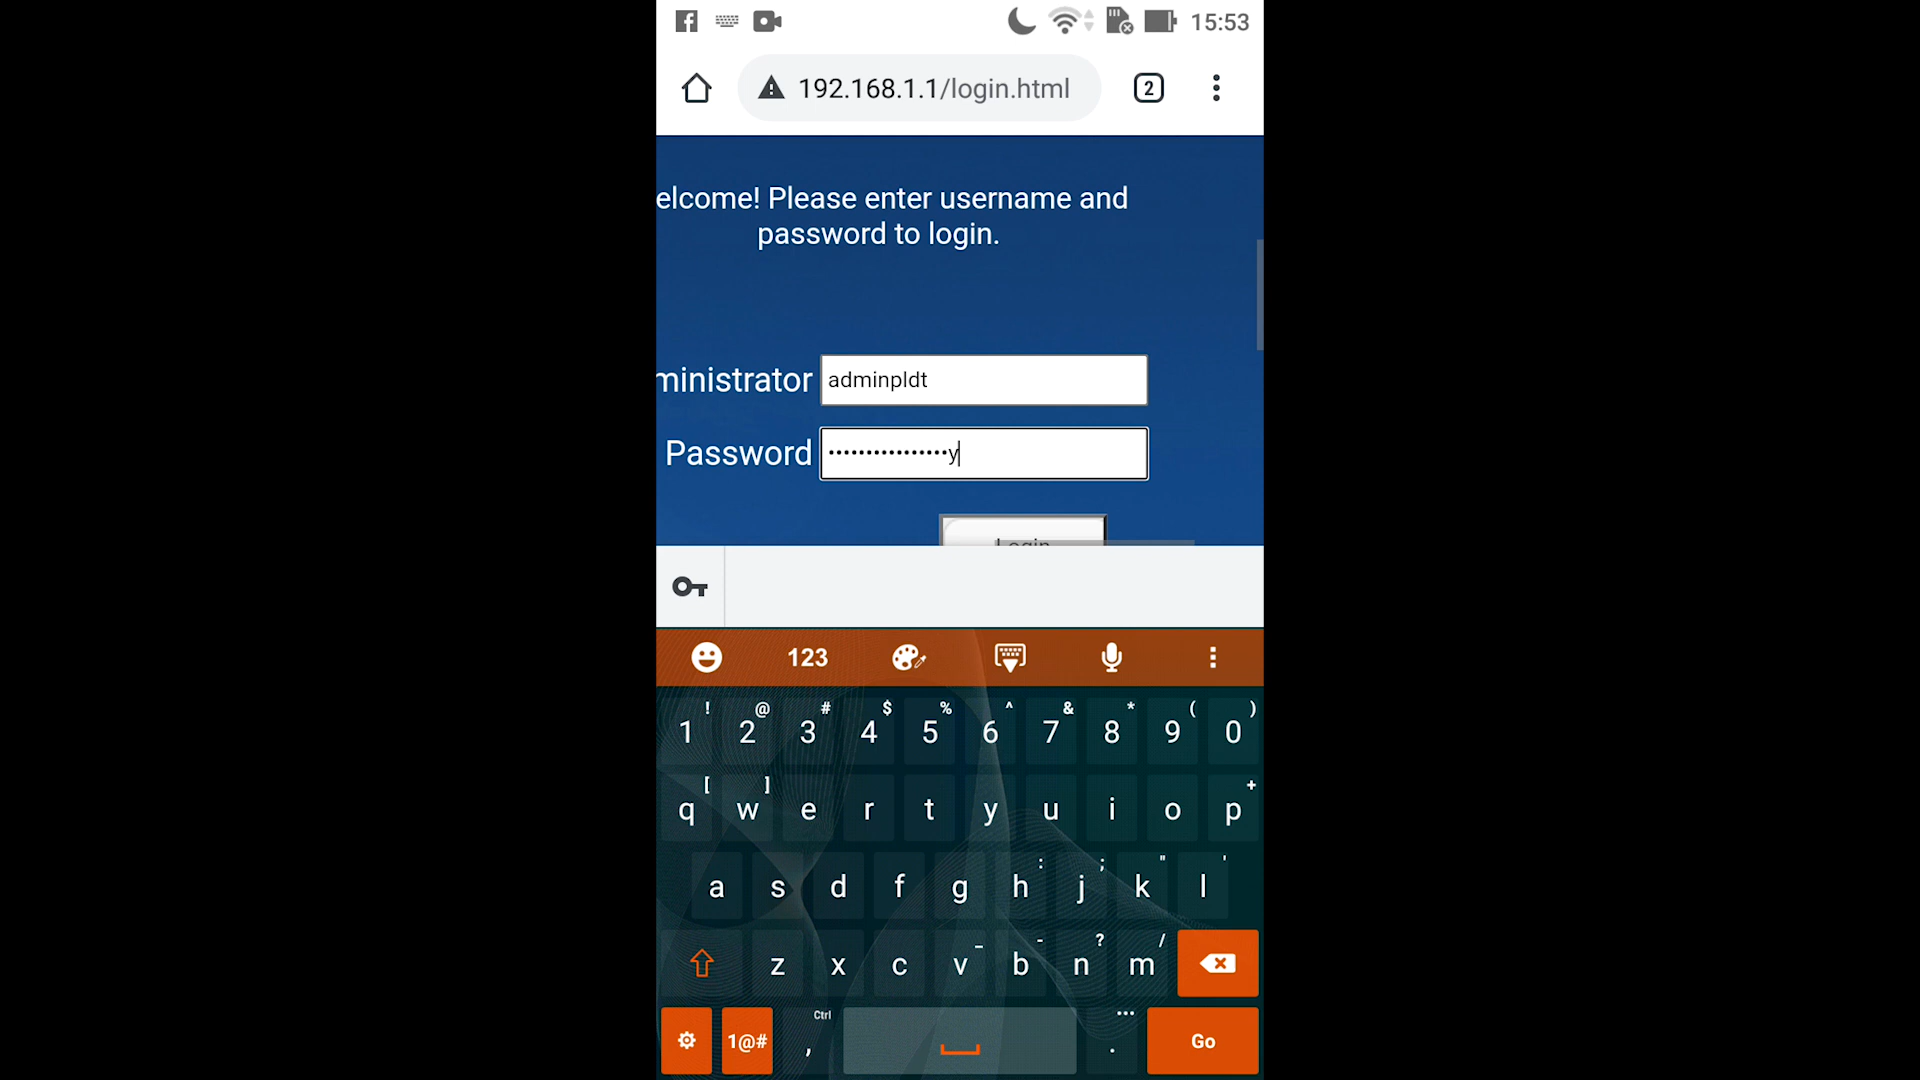 15:53
192.168.1.1/login.html
2
elcome! Please enter username and
password to login.
ministrator
adminpldt
Password
••••••••••••••••y
Login
123
! @ # $ % ^ & * ( )
1 2 3 4 5 6 7 8 9 0
[ ] +
q w e r t y u i o p
: ; " '
a s d f g h j k l
_ - ? /
z x c v b n m
Ctrl
1@# , . Go